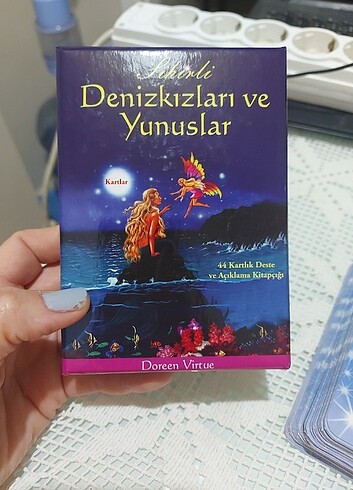 Sihirli
Denizkızları ve
Yunuslar
Kartlar
44 Kartlık Deste
ve Açıklama Kitapçığı
Doreen Virtue